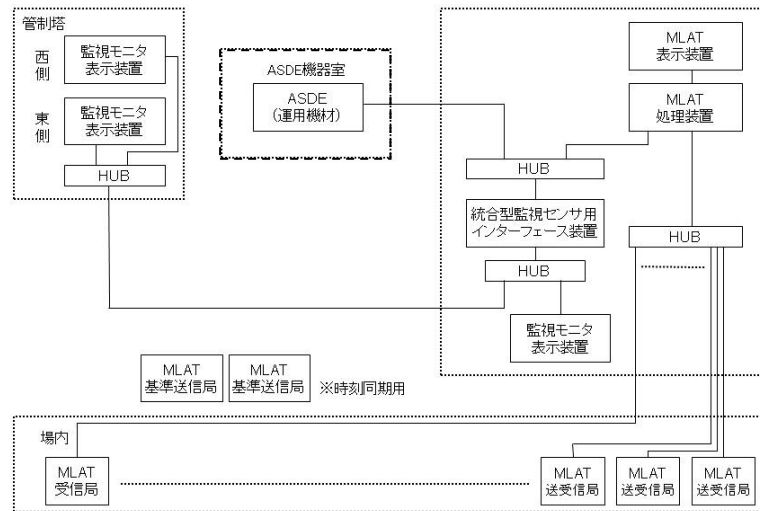 管制塔
西側
監視モニタ
表示装置
東側
監視モニタ
表示装置
HUB
ASDE機器室
ASDE
(運用機材)
MLAT
表示装置
MLAT
処理装置
HUB
統合型監視センサ用
インターフェース装置
HUB
HUB
監視モニタ
表示装置
MLAT
基準送信局
MLAT
基準送信局
※時刻同期用
場内
MLAT
受信局
MLAT
送受信局
MLAT
送受信局
MLAT
送受信局